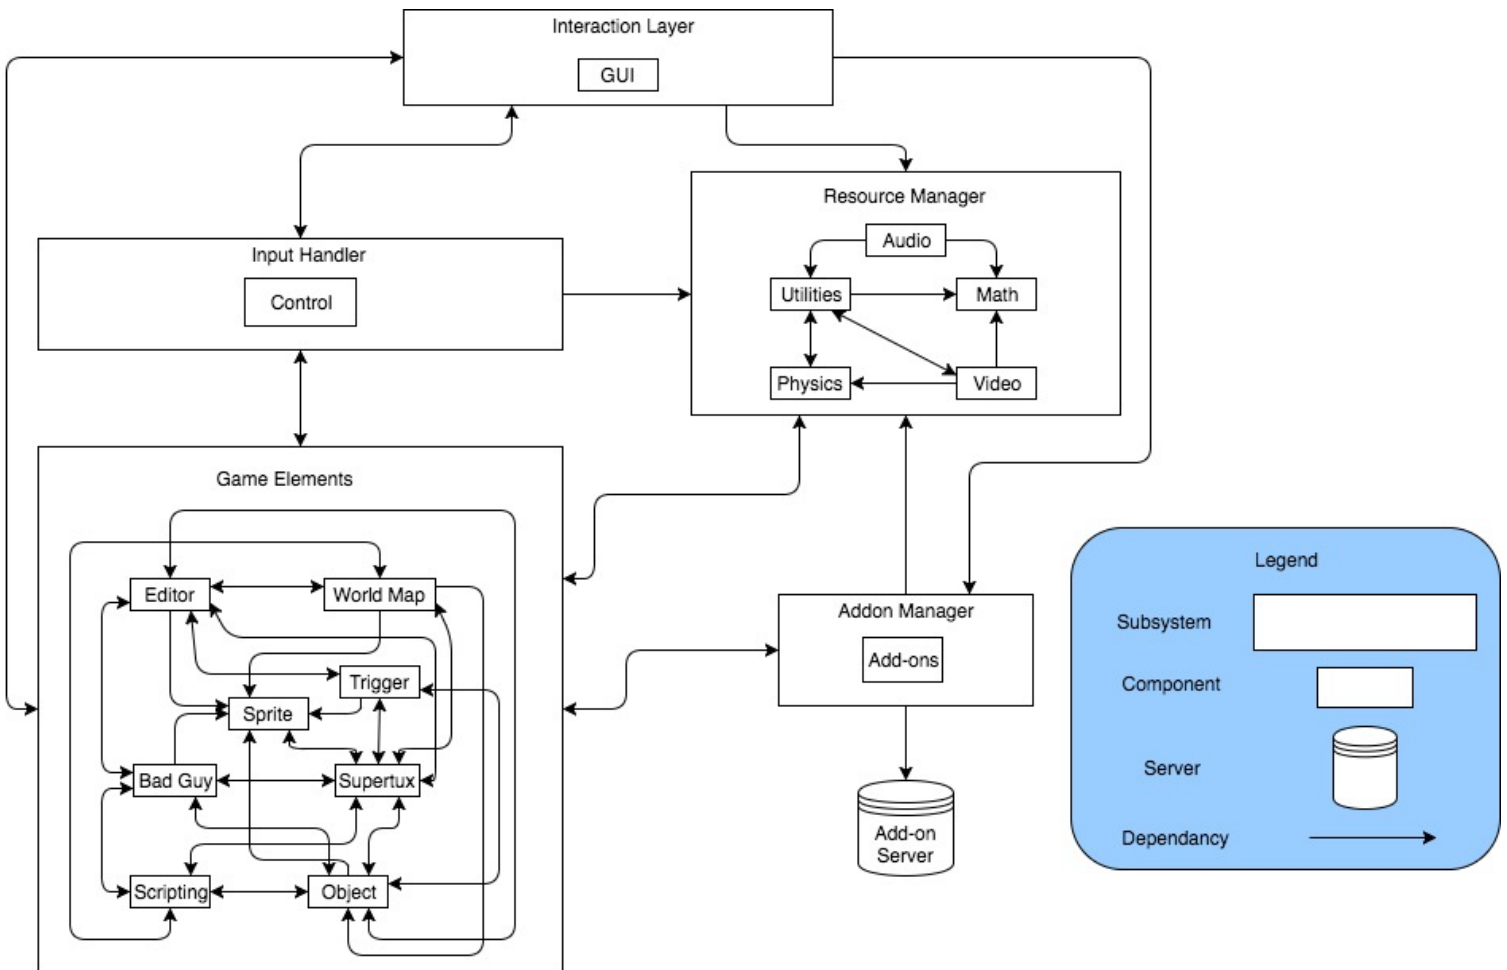 Interaction Layer
GUI
Resource Manager
Audio
Utilities
Math
Physics
Video
Input Handler
Control
Game Elements
Editor
World Map
Trigger
Sprite
Bad Guy
Supertux
Scripting
Object
Addon Manager
Add-ons
Add-on
Server
Legend
Subsystem
Component
Server
Dependancy